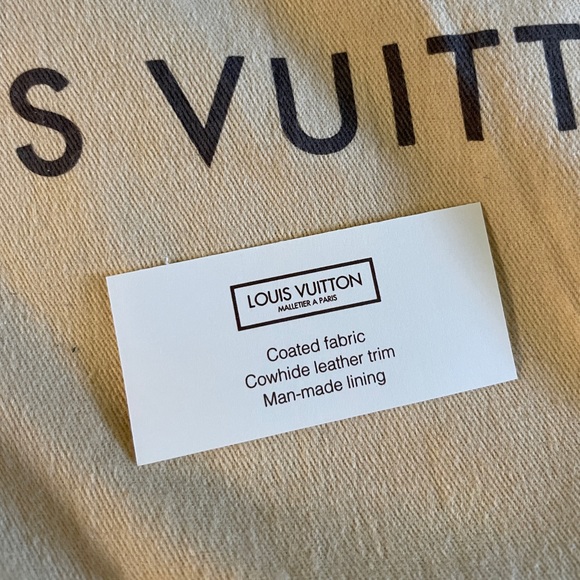 S VUITT
LOUIS VUITTON
MALLETIER A PARIS
Coated fabric
Cowhide leather trim
Man-made lining